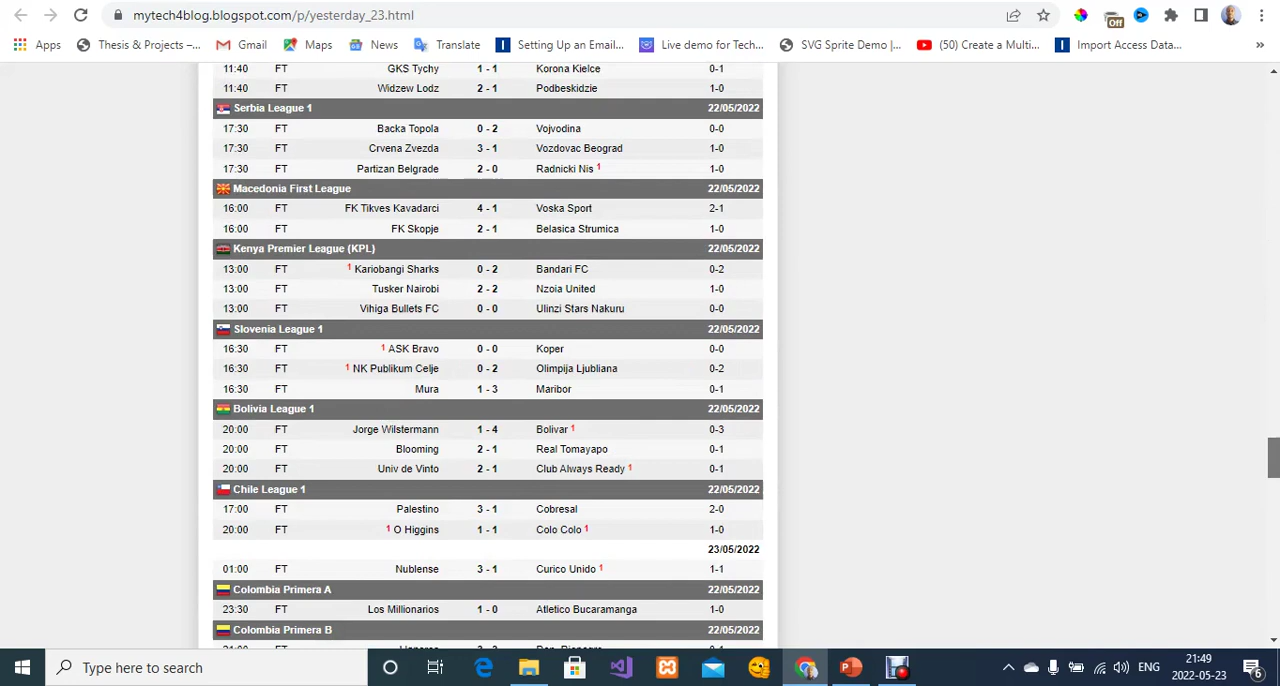 mytech4blog.blogspot.com/p/yesterday_23.html
Off
Apps Thesis & Projects –... Gmail Maps News Translate Setting Up an Email... Live demo for Tech... SVG Sprite Demo |... (50) Create a Multi... Import Access Data... »
11:40 FT GKS Tychy 1 - 1 Korona Kielce 0-1
11:40 FT Widzew Lodz 2 - 1 Podbeskidzie 1-0
Serbia League 1 22/05/2022
17:30 FT Backa Topola 0 - 2 Vojvodina 0-0
17:30 FT Crvena Zvezda 3 - 1 Vozdovac Beograd 1-0
17:30 FT Partizan Belgrade 2 - 0 Radnicki Nis 1 1-0
Macedonia First League 22/05/2022
16:00 FT FK Tikves Kavadarci 4 - 1 Voska Sport 2-1
16:00 FT FK Skopje 2 - 1 Belasica Strumica 1-0
Kenya Premier League (KPL) 22/05/2022
13:00 FT 1 Kariobangi Sharks 0 - 2 Bandari FC 0-2
13:00 FT Tusker Nairobi 2 - 2 Nzoia United 1-0
13:00 FT Vihiga Bullets FC 0 - 0 Ulinzi Stars Nakuru 0-0
Slovenia League 1 22/05/2022
16:30 FT 1 ASK Bravo 0 - 0 Koper 0-0
16:30 FT 1 NK Publikum Celje 0 - 2 Olimpija Ljubliana 0-2
16:30 FT Mura 1 - 3 Maribor 0-1
Bolivia League 1 22/05/2022
20:00 FT Jorge Wilstermann 1 - 4 Bolivar 1 0-3
20:00 FT Blooming 2 - 1 Real Tomayapo 0-1
20:00 FT Univ de Vinto 2 - 1 Club Always Ready 1 0-1
Chile League 1 22/05/2022
17:00 FT Palestino 3 - 1 Cobresal 2-0
20:00 FT 1 O Higgins 1 - 1 Colo Colo 1 1-0
23/05/2022
01:00 FT Nublense 3 - 1 Curico Unido 1 1-1
Colombia Primera A 22/05/2022
23:30 FT Los Millionarios 1 - 0 Atletico Bucaramanga 1-0
Colombia Primera B 22/05/2022
Type here to search ENG 21:49
2022-05-23 6